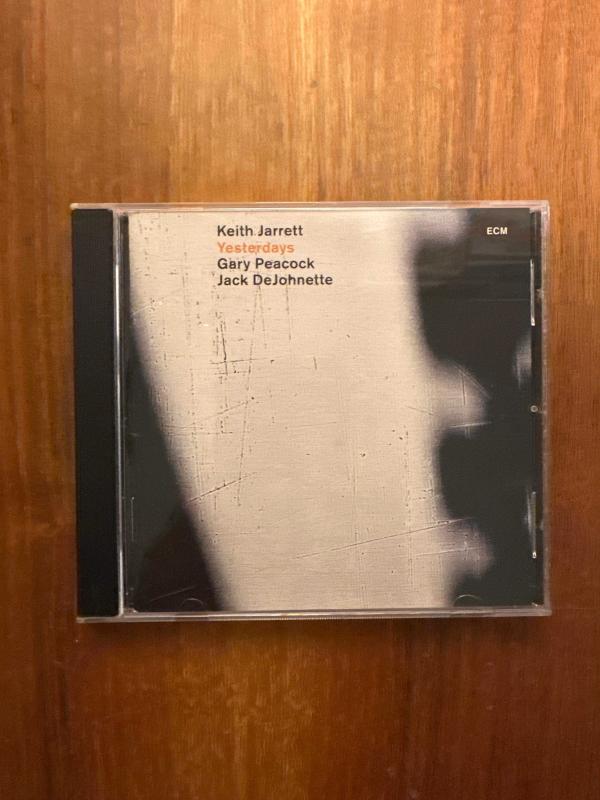 Keith Jarrett
Yesterdays
Gary Peacock
Jack DeJohnette
ECM